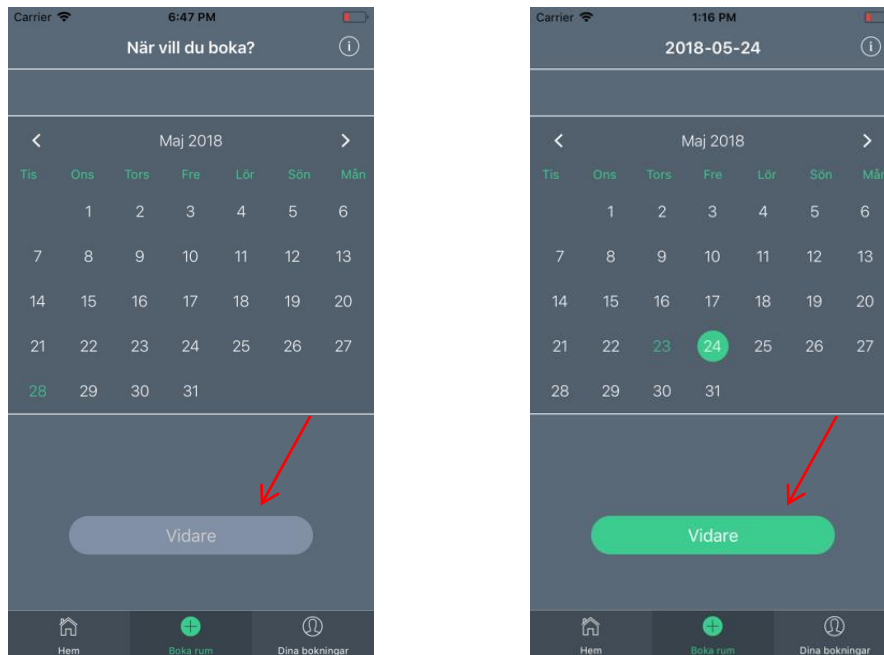 Carrier 6:47 PM
När vill du boka?
Maj 2018
Tis Ons Tors Fre Lör Sön Mån
1 2 3 4 5 6
7 8 9 10 11 12 13
14 15 16 17 18 19 20
21 22 23 24 25 26 27
28 29 30 31
Vidare
Hem Boka rum Dina bokningar
Carrier 1:16 PM
2018-05-24
Maj 2018
Tis Ons Tors Fre Lör Sön Mån
1 2 3 4 5 6
7 8 9 10 11 12 13
14 15 16 17 18 19 20
21 22 23 24 25 26 27
28 29 30 31
Vidare
Hem Boka rum Dina bokningar